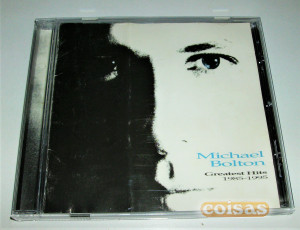 Michael
Bolton
Greatest Hits
1985-1995
coisas